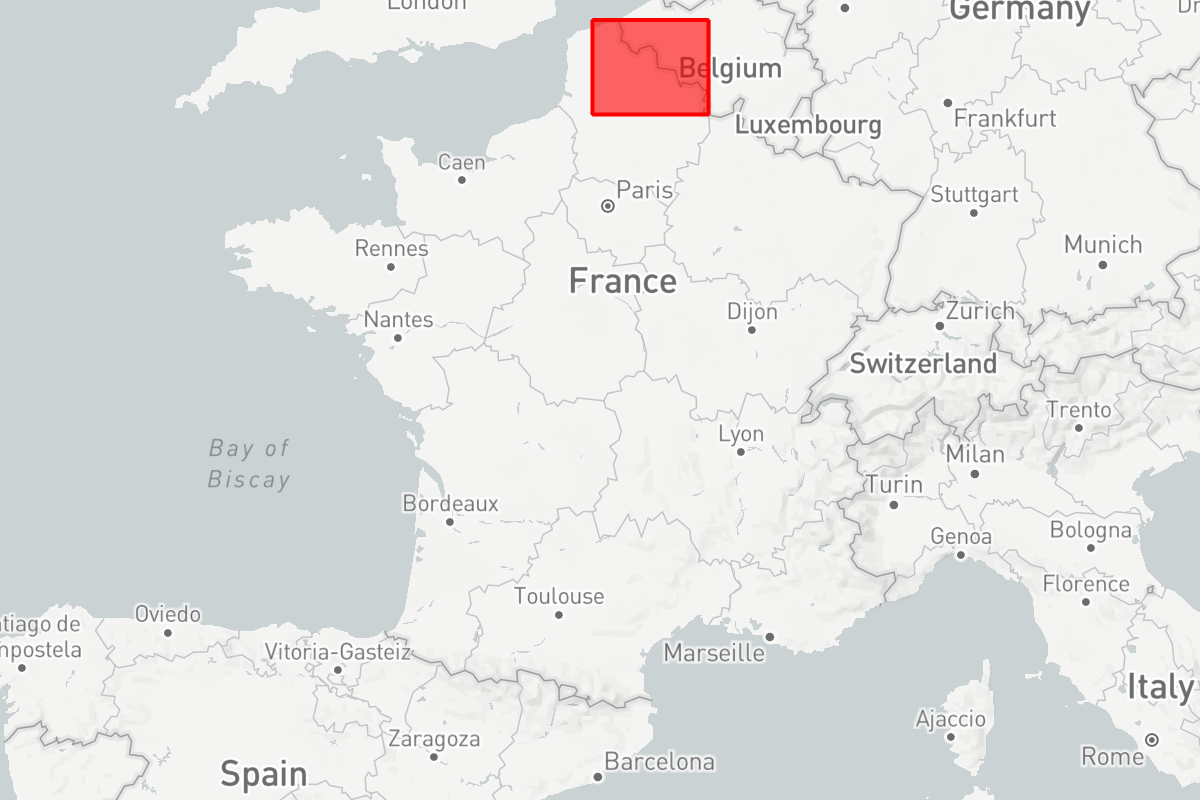 London
Germany
Dr
Belgium
Luxembourg
Frankfurt
Caen
Paris
Stuttgart
Rennes
Munich
France
Nantes
Dijon
Zurich
Switzerland
Trento
Bay of
Biscay
Lyon
Milan
Turin
Bordeaux
Genoa
Bologna
Toulouse
Florence
Oviedo
tiago de
mpostela
Vitoria-Gasteiz
Marseille
Italy
Ajaccio
Zaragoza
Rome
Barcelona
Spain